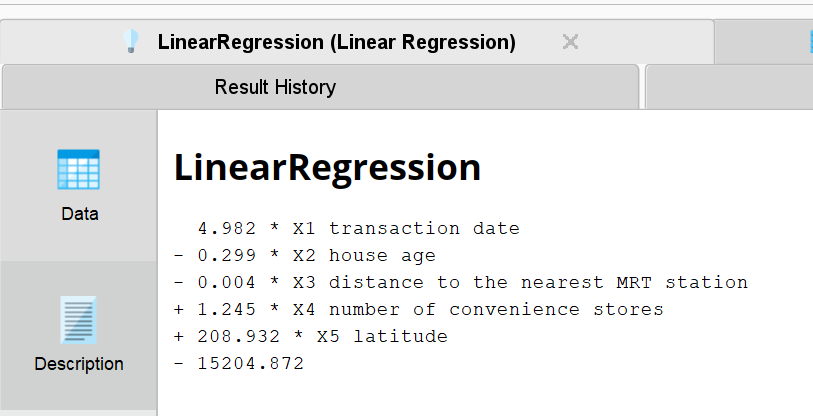 LinearRegression (Linear Regression)
Result History
Data
Description
LinearRegression
4.982 * X1 transaction date
- 0.299 * X2 house age
- 0.004 * X3 distance to the nearest MRT station
+ 1.245 * X4 number of convenience stores
+ 208.932 * X5 latitude
- 15204.872